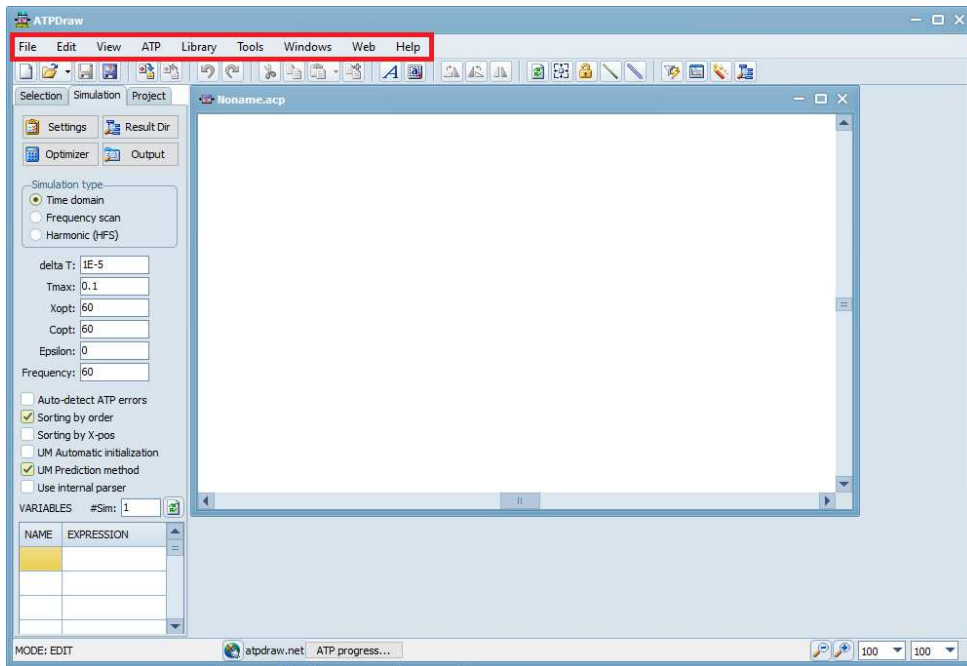 ATPDraw
File Edit View ATP Library Tools Windows Web Help
Selection Simulation Project
Noname.acp
Settings Result Dir
Optimizer Output
Simulation type
Time domain
Frequency scan
Harmonic (HFS)
delta T: 1E-5
Tmax: 0.1
Xopt: 60
Copt: 60
Epsilon: 0
Frequency: 60
Auto-detect ATP errors
Sorting by order
Sorting by X-pos
UM Automatic initialization
UM Prediction method
Use internal parser
VARIABLES #Sim: 1
NAME EXPRESSION
MODE: EDIT atpdraw.net ATP progress... 100 100